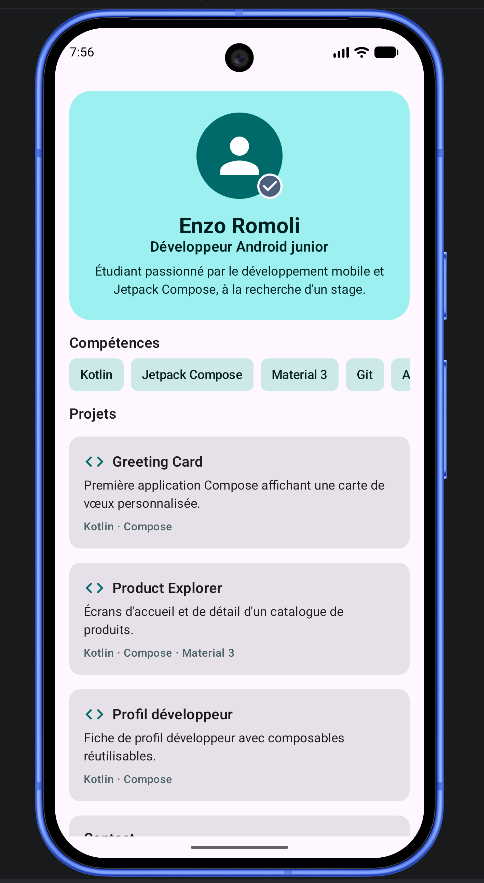 7:56
Enzo Romoli
Développeur Android junior
Étudiant passionné par le développement mobile et
Jetpack Compose, à la recherche d'un stage.
Compétences
Kotlin
Jetpack Compose
Material 3
Git
Projets
Greeting Card
Première application Compose affichant une carte de
vœux personnalisée.
Kotlin · Compose
Product Explorer
Écrans d'accueil et de détail d'un catalogue de
produits.
Kotlin · Compose · Material 3
Profil développeur
Fiche de profil développeur avec composables
réutilisables.
Kotlin · Compose